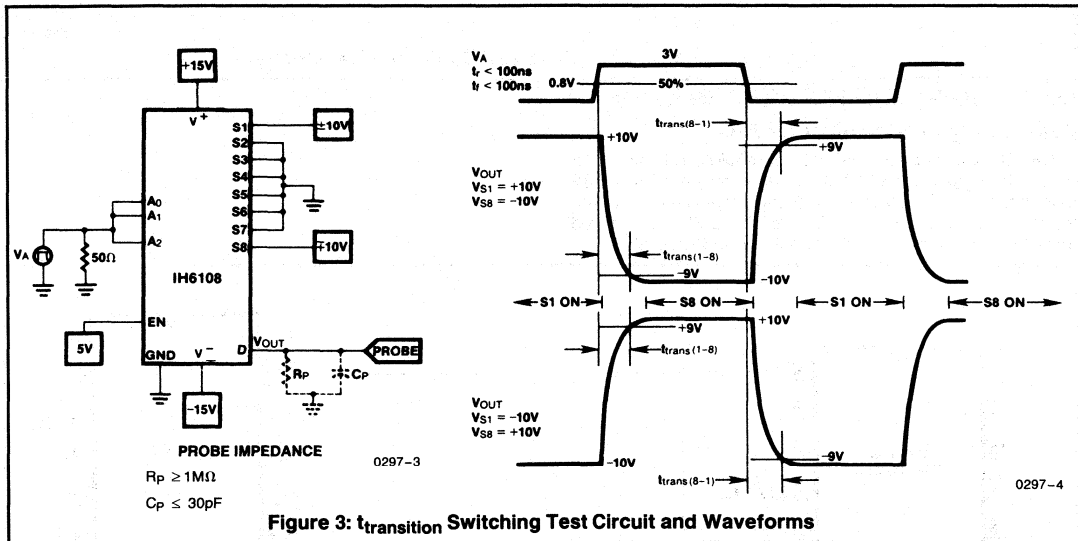 +15V
V+
S1
±10V
S2
S3
S4
S5
S6
S7
S8
∓10V
A0
A1
A2
VA
50Ω
IH6108
EN
5V
GND
V−
D
VOUT
PROBE
RP
CP
−15V
PROBE IMPEDANCE
RP ≥ 1MΩ
CP ≤ 30pF
0297–3
VA
tr < 100ns
tf < 100ns
3V
0.8V
50%
ttrans(8-1)
+10V
+9V
VOUT
VS1 = +10V
VS8 = −10V
ttrans(1-8)
−9V
−10V
S1 ON
S8 ON
S1 ON
S8 ON
+10V
+9V
ttrans(1-8)
VOUT
VS1 = −10V
VS8 = +10V
−10V
−9V
ttrans(8-1)
0297–4
Figure 3: ttransition Switching Test Circuit and Waveforms